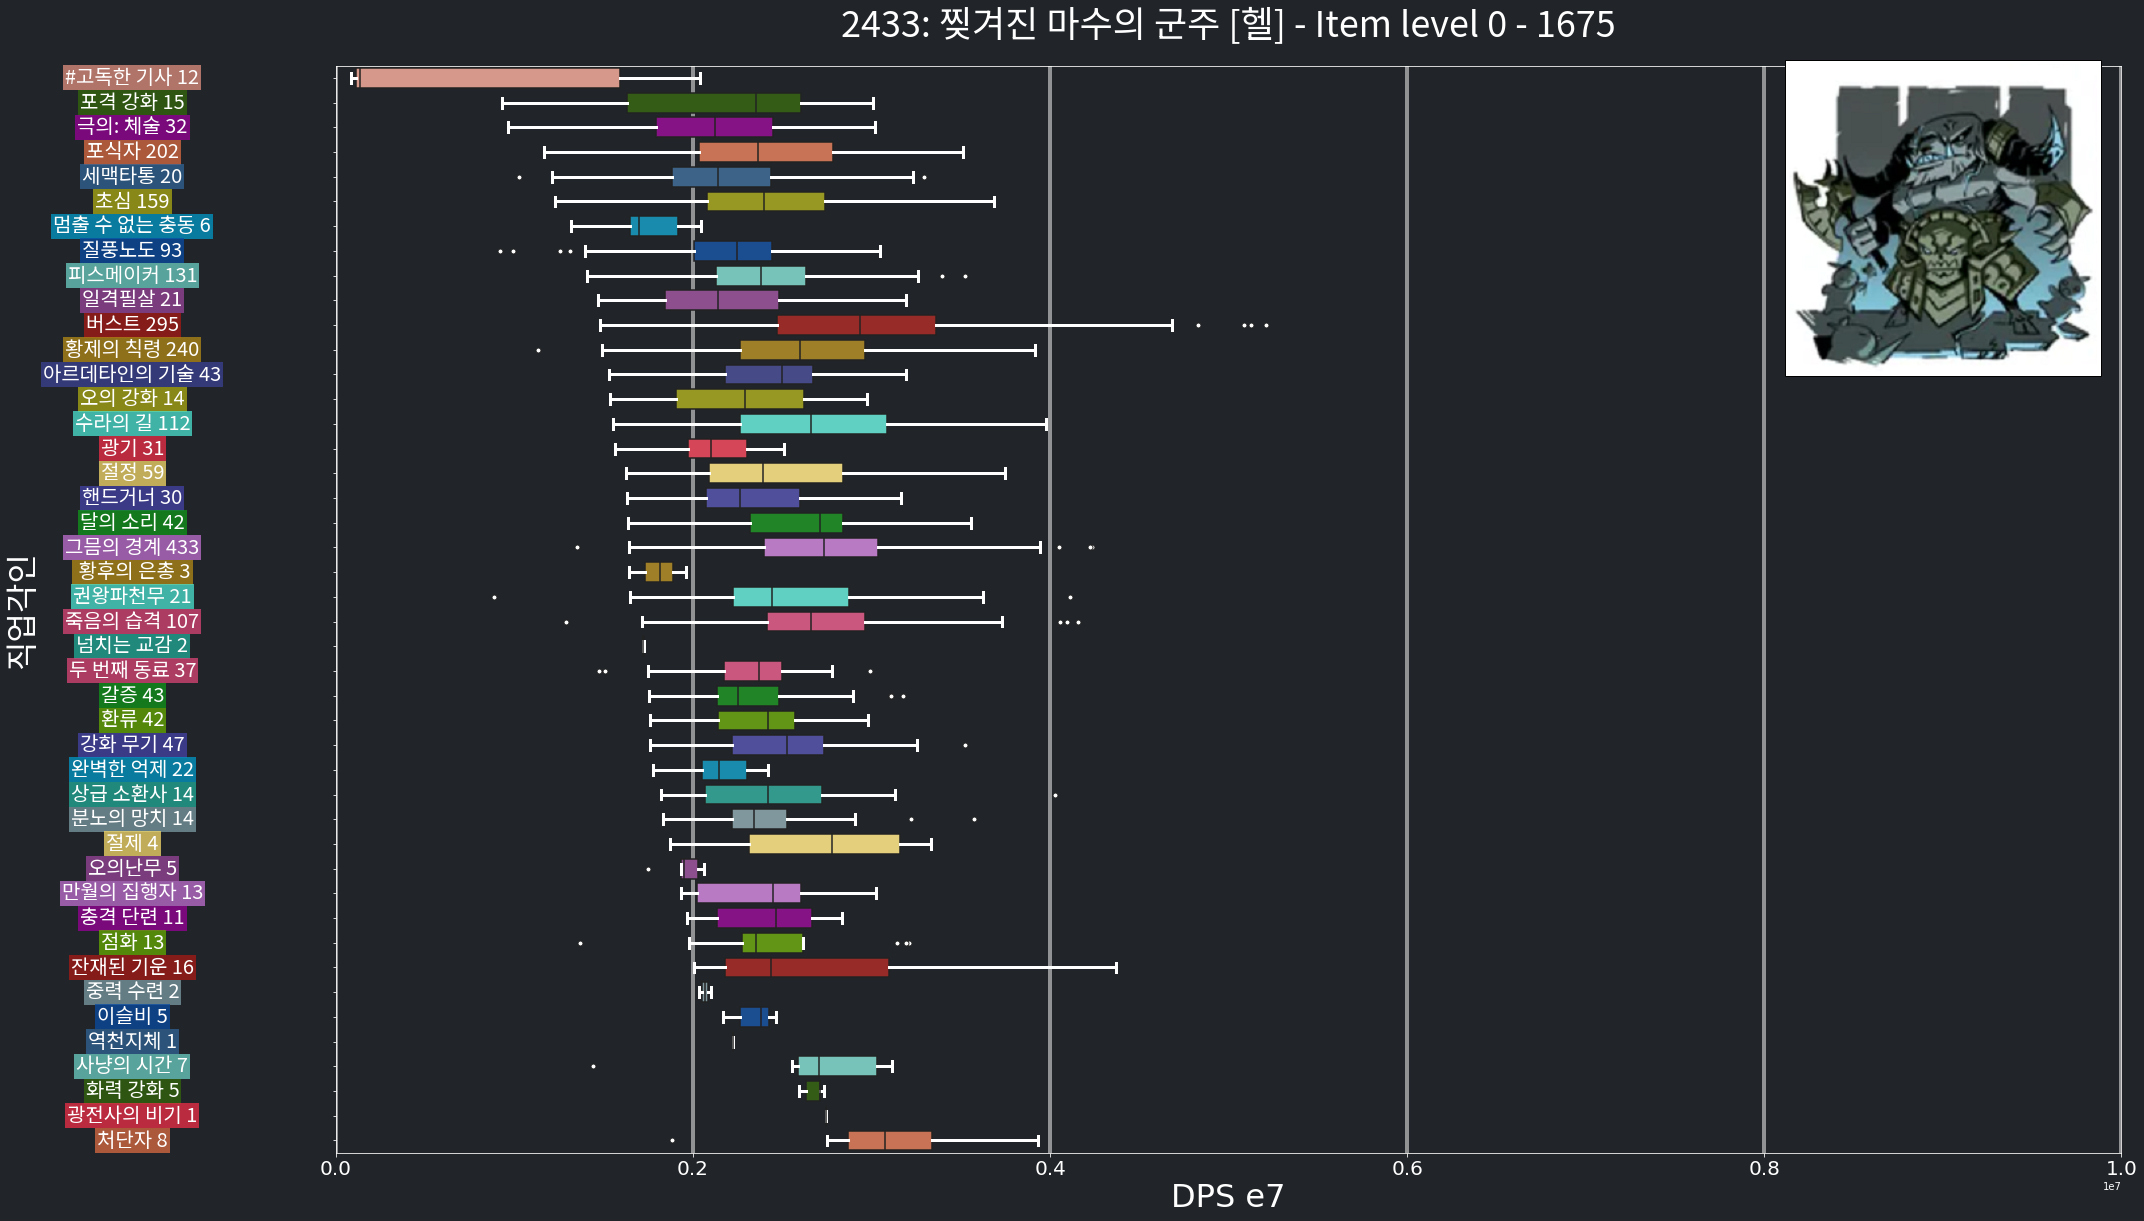 2433: 찢겨진 마수의 군주 [헬] - Item level 0 - 1675
직업각인
#고독한 기사 12
포격 강화 15
극의: 체술 32
포식자 202
세맥타통 20
초심 159
멈출 수 없는 충동 6
질풍노도 93
피스메이커 131
일격필살 21
버스트 295
황제의 칙령 240
아르데타인의 기술 43
오의 강화 14
수라의 길 112
광기 31
절정 59
핸드거너 30
달의 소리 42
그믐의 경계 433
황후의 은총 3
권왕파천무 21
죽음의 습격 107
넘치는 교감 2
두 번째 동료 37
갈증 43
환류 42
강화 무기 47
완벽한 억제 22
상급 소환사 14
분노의 망치 14
절제 4
오의난무 5
만월의 집행자 13
충격 단련 11
점화 13
잔재된 기운 16
중력 수련 2
이슬비 5
역천지체 1
사냥의 시간 7
화력 강화 5
광전사의 비기 1
처단자 8
0.0 0.2 0.4 0.6 0.8 1.0
1e7
DPS e7